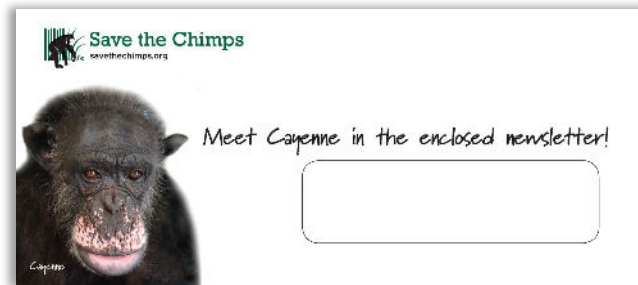 Save the Chimps
savethechimps.org
Meet Cayenne in the enclosed newsletter!
Cayenne